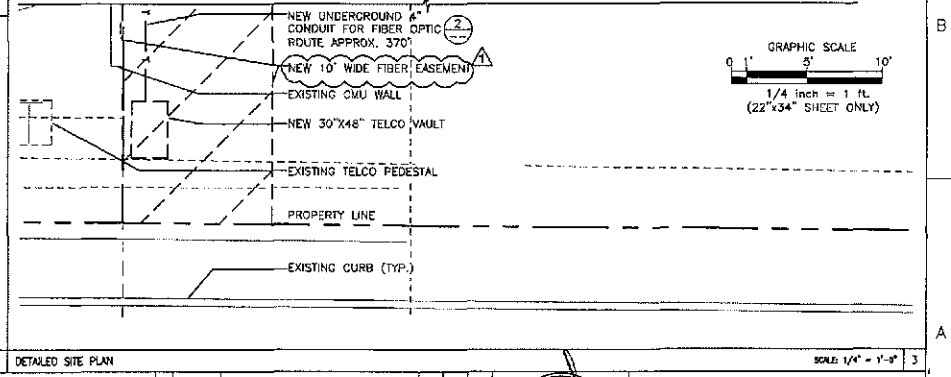 NEW UNDERGROUND 4"
CONDUIT FOR FIBER OPTIC
ROUTE APPROX. 370'
2
NEW 10' WIDE FIBER EASEMENT
1
EXISTING CMU WALL
NEW 30"X48" TELCO VAULT
EXISTING TELCO PEDESTAL
PROPERTY LINE
EXISTING CURB (TYP.)
GRAPHIC SCALE
0 1' 5' 10'
1/4 inch = 1 ft.
(22"x34" SHEET ONLY)
B
A
DETAILED SITE PLAN
SCALE: 1/4" = 1'-0" 3